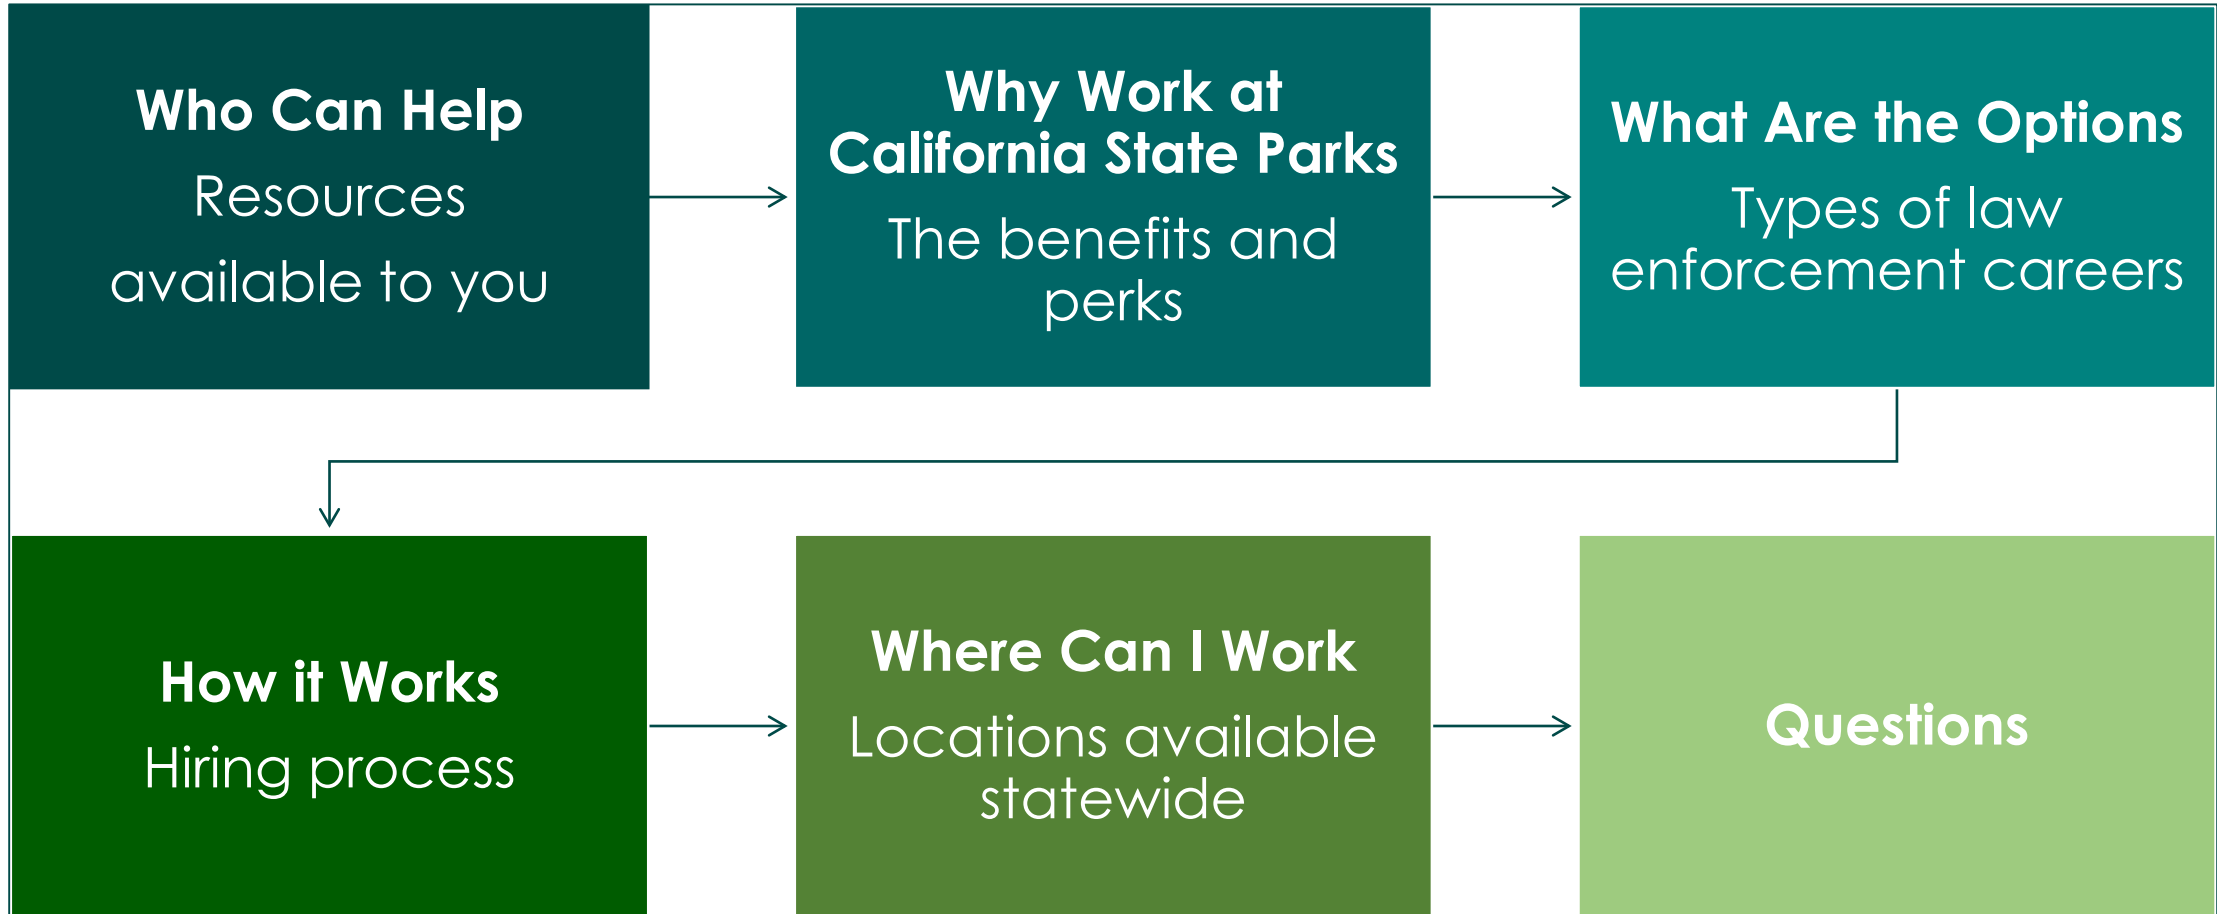 Who Can Help
Resources
available to you
Why Work at
California State Parks
The benefits and
perks
What Are the Options
Types of law
enforcement careers
How it Works
Hiring process
Where Can I Work
Locations available
statewide
Questions